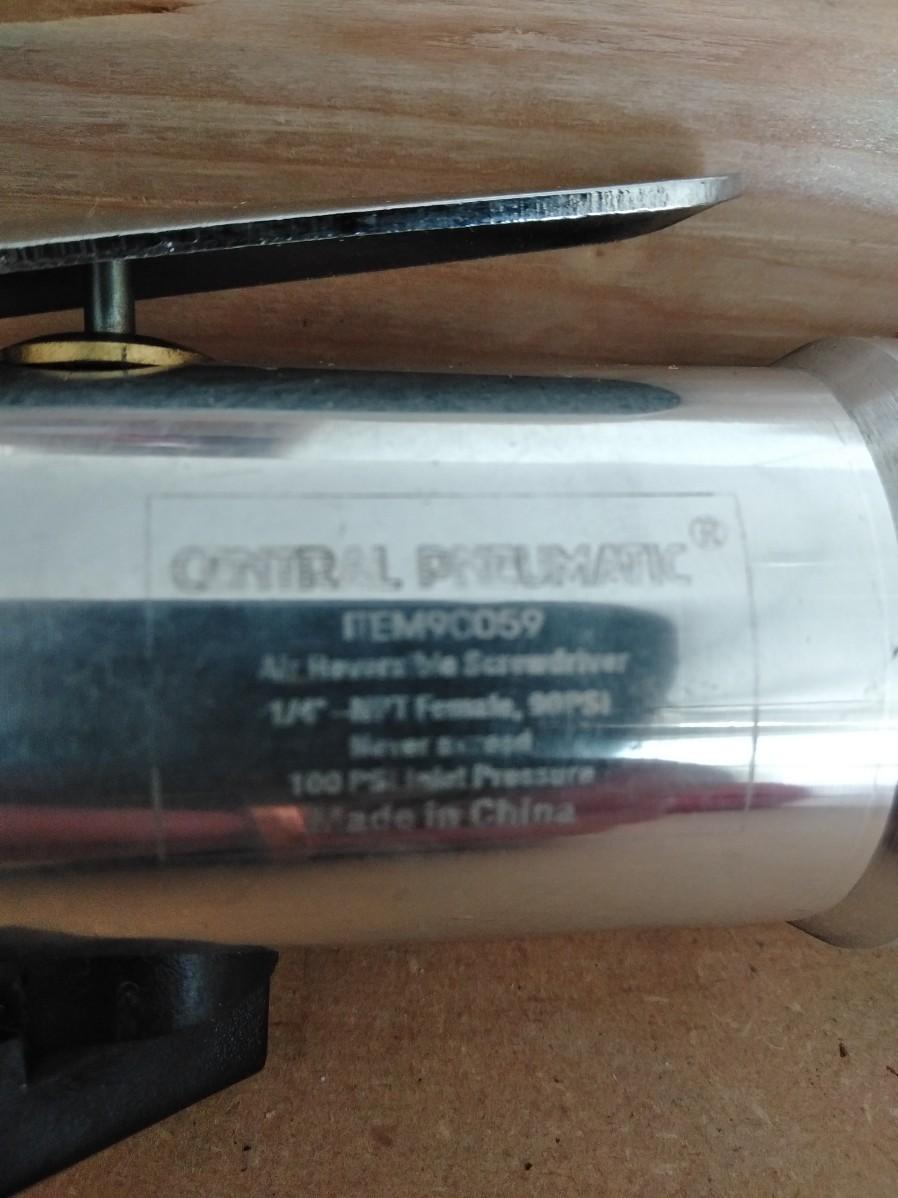 CENTRAL PNEUMATIC®
ITEM90059
Air Reversible Screwdriver
1/4" -NPT Female, 90PSI
Never exceed
100 PSI Inlet Pressure
Made in China